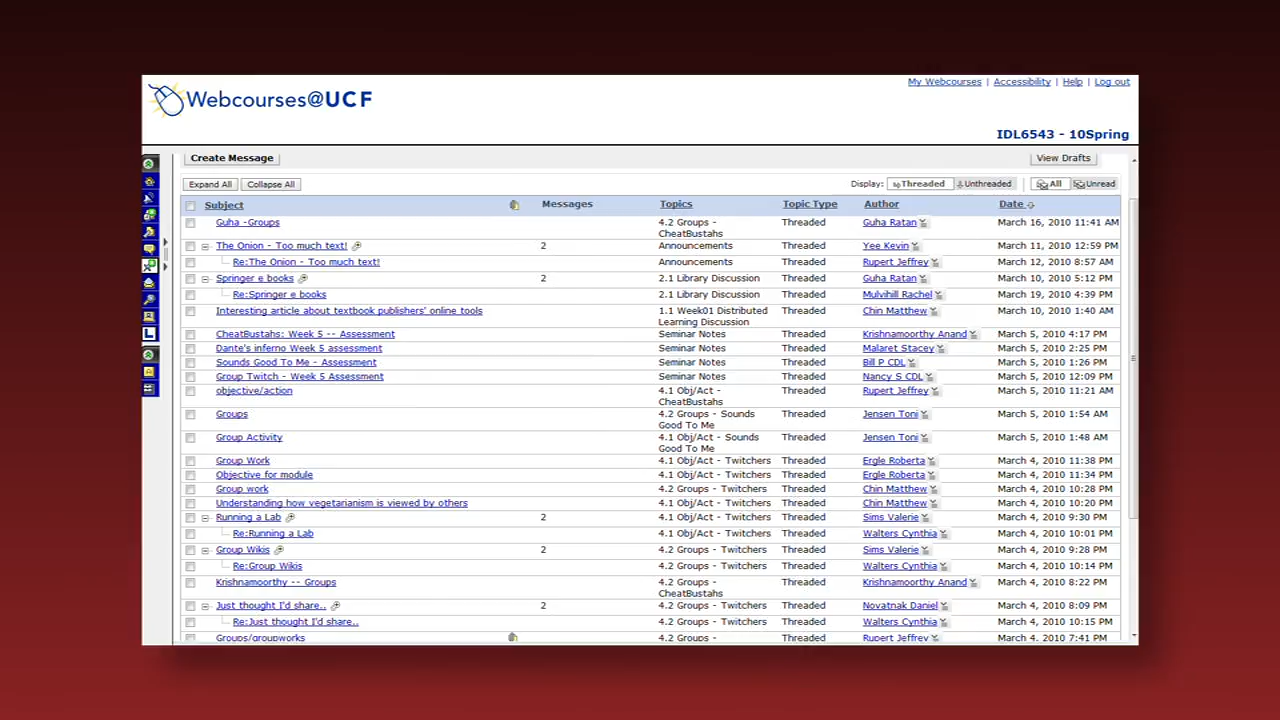 My Webcourses | Accessibility | Help | Log out
Webcourses@UCF
IDL6543 - 10Spring
Create Message View Drafts
Expand All Collapse All Display: Threaded Unthreaded All Unread
Subject Messages Topics Topic Type Author Date
Guha -Groups 4.2 Groups - CheatBustahs Threaded Guha Ratan March 16, 2010 11:41 AM
The Onion - Too much text! 2 Announcements Threaded Yee Kevin March 11, 2010 12:59 PM
Re:The Onion - Too much text! Announcements Threaded Rupert Jeffrey March 12, 2010 8:57 AM
Springer e books 2 2.1 Library Discussion Threaded Guha Ratan March 10, 2010 5:12 PM
Re:Springer e books 2.1 Library Discussion Threaded Mulvihill Rachel March 19, 2010 4:39 PM
Interesting article about textbook publishers' online tools 1.1 Week01 Distributed Learning Discussion Threaded Chin Matthew March 10, 2010 1:40 AM
CheatBustahs: Week 5 -- Assessment Seminar Notes Threaded Krishnamoorthy Anand March 5, 2010 4:17 PM
Dante's inferno Week 5 assessment Seminar Notes Threaded Malaret Stacey March 5, 2010 2:25 PM
Sounds Good To Me - Assessment Seminar Notes Threaded Bill P CDL March 5, 2010 1:26 PM
Group Twitch - Week 5 Assessment Seminar Notes Threaded Nancy S CDL March 5, 2010 12:09 PM
objective/action 4.1 Obj/Act - CheatBustahs Threaded Rupert Jeffrey March 5, 2010 11:21 AM
Groups 4.2 Groups - Sounds Good To Me Threaded Jensen Toni March 5, 2010 1:54 AM
Group Activity 4.1 Obj/Act - Sounds Good To Me Threaded Jensen Toni March 5, 2010 1:48 AM
Group Work 4.1 Obj/Act - Twitchers Threaded Ergle Roberta March 4, 2010 11:38 PM
Objective for module 4.1 Obj/Act - Twitchers Threaded Ergle Roberta March 4, 2010 11:34 PM
Group work 4.2 Groups - Twitchers Threaded Chin Matthew March 4, 2010 10:28 PM
Understanding how vegetarianism is viewed by others 4.1 Obj/Act - Twitchers Threaded Chin Matthew March 4, 2010 10:20 PM
Running a Lab 2 4.1 Obj/Act - Twitchers Threaded Sims Valerie March 4, 2010 9:30 PM
Re:Running a Lab 4.1 Obj/Act - Twitchers Threaded Walters Cynthia March 4, 2010 10:01 PM
Group Wikis 2 4.2 Groups - Twitchers Threaded Sims Valerie March 4, 2010 9:28 PM
Re:Group Wikis 4.2 Groups - Twitchers Threaded Walters Cynthia March 4, 2010 10:14 PM
Krishnamoorthy -- Groups 4.2 Groups - CheatBustahs Threaded Krishnamoorthy Anand March 4, 2010 8:22 PM
Just thought I'd share.. 2 4.2 Groups - Twitchers Threaded Novatnak Daniel March 4, 2010 8:09 PM
Re:Just thought I'd share.. 4.2 Groups - Twitchers Threaded Walters Cynthia March 4, 2010 10:15 PM
Groups/groupworks 4.2 Groups - Threaded Rupert Jeffrey March 4, 2010 7:41 PM